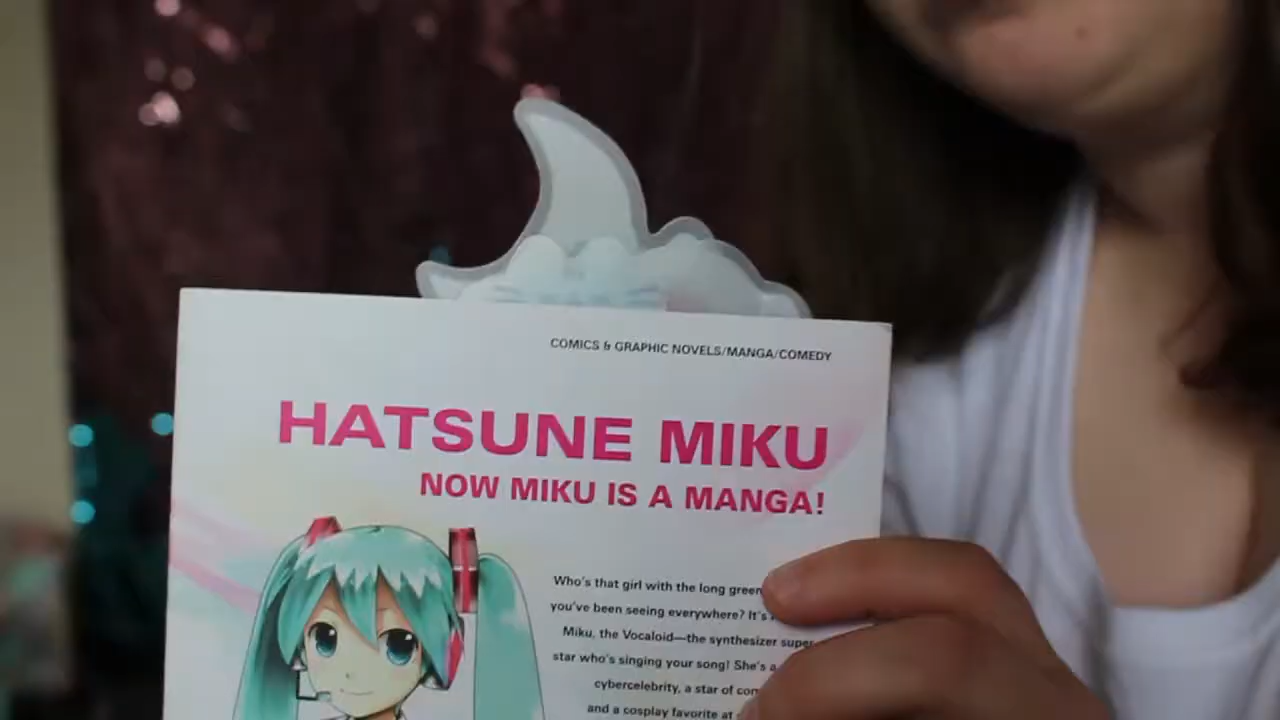 COMICS & GRAPHIC NOVELS/MANGA/COMEDY
HATSUNE MIKU
NOW MIKU IS A MANGA!
Who's that girl with the long green
you've been seeing everywhere? It's
Miku, the Vocaloid—the synthesizer super-
star who's singing your song! She's a
cybercelebrity, a star of
and a cosplay favorite at